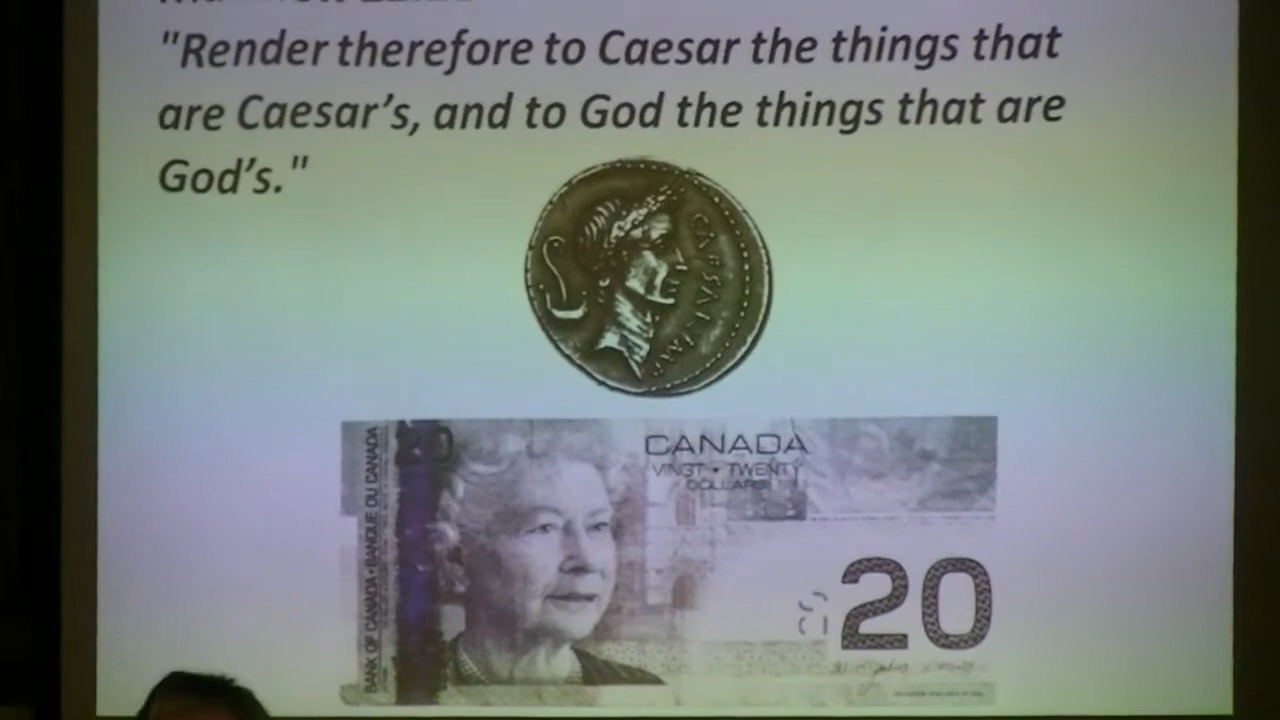 "Render therefore to Caesar the things that
are Caesar's, and to God the things that are
God's."
CANADA
VINGT • TWENTY
DOLLARS
BANK OF CANADA • BANQUE DU CANADA
20